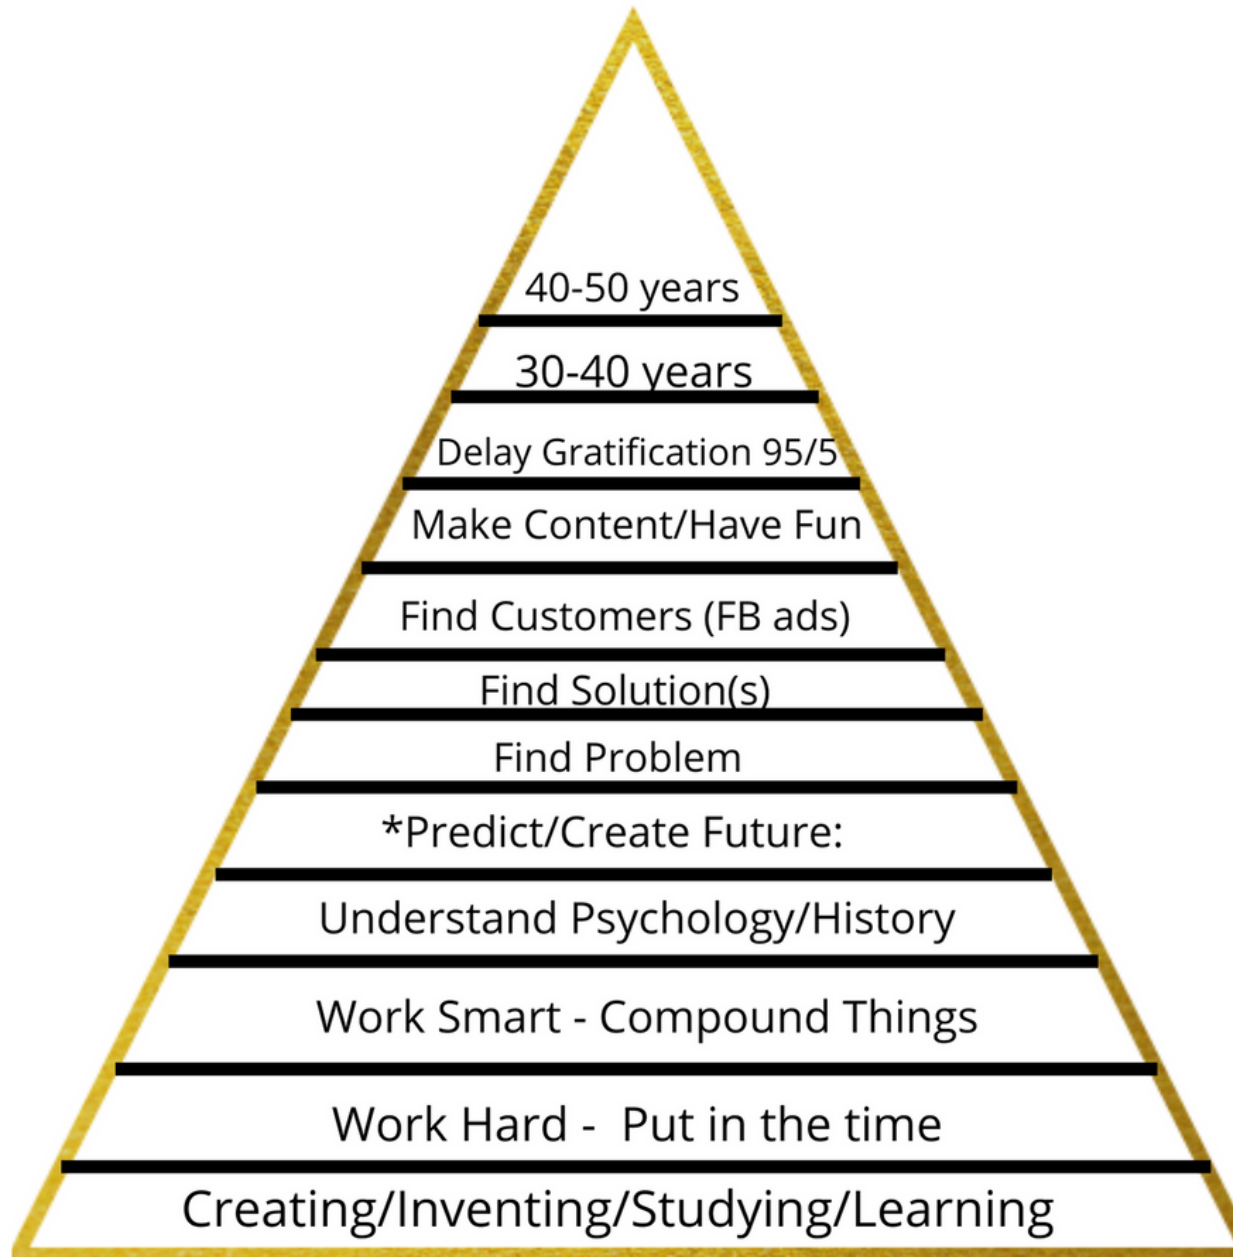 40-50 years
30-40 years
Delay Gratification 95/5
Make Content/Have Fun
Find Customers (FB ads)
Find Solution(s)
Find Problem
*Predict/Create Future:
Understand Psychology/History
Work Smart - Compound Things
Work Hard -  Put in the time
Creating/Inventing/Studying/Learning